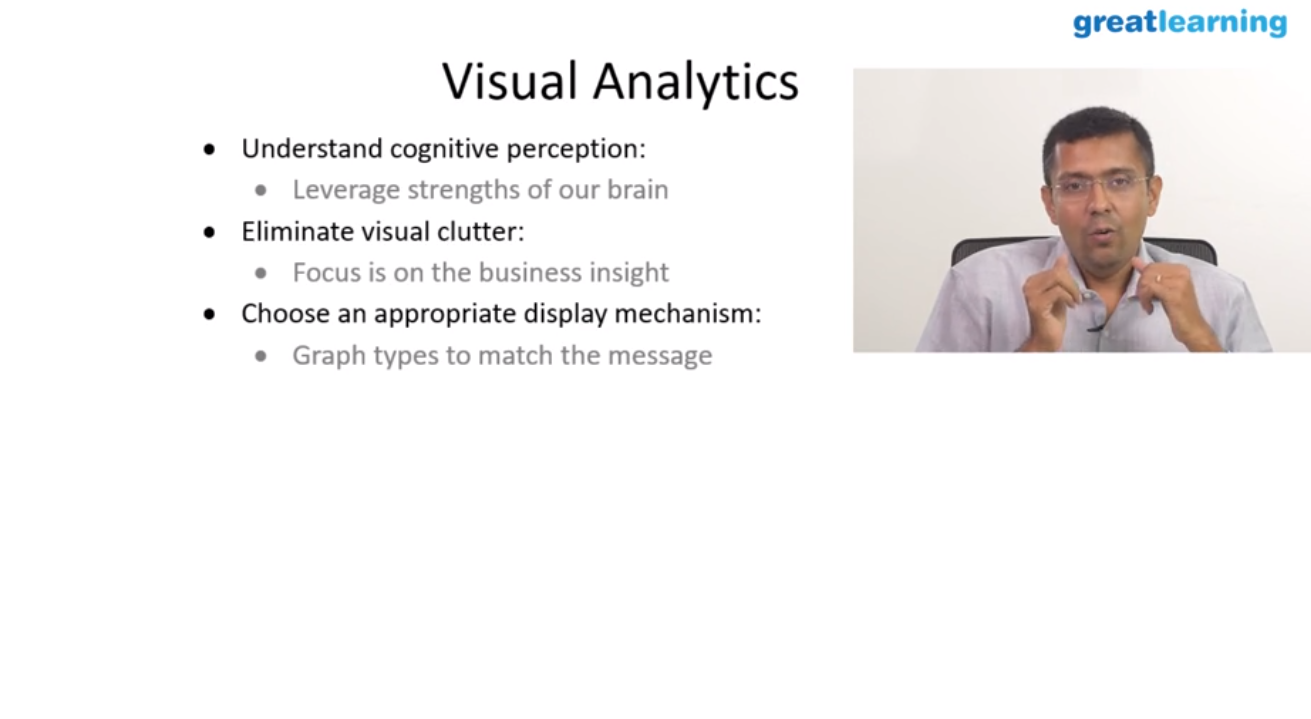 greatlearning
Visual Analytics
• Understand cognitive perception:
• Leverage strengths of our brain
• Eliminate visual clutter:
• Focus is on the business insight
• Choose an appropriate display mechanism:
• Graph types to match the message